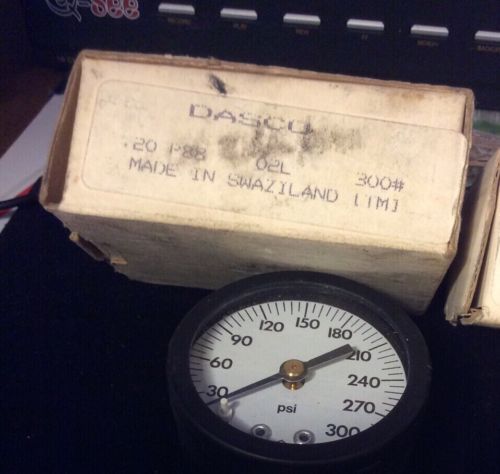 Q-See
DASCO
.20 P88 02L 300#
MADE IN SWAZILAND [TM]
30
60
90
120
150
180
210
240
270
300
psi